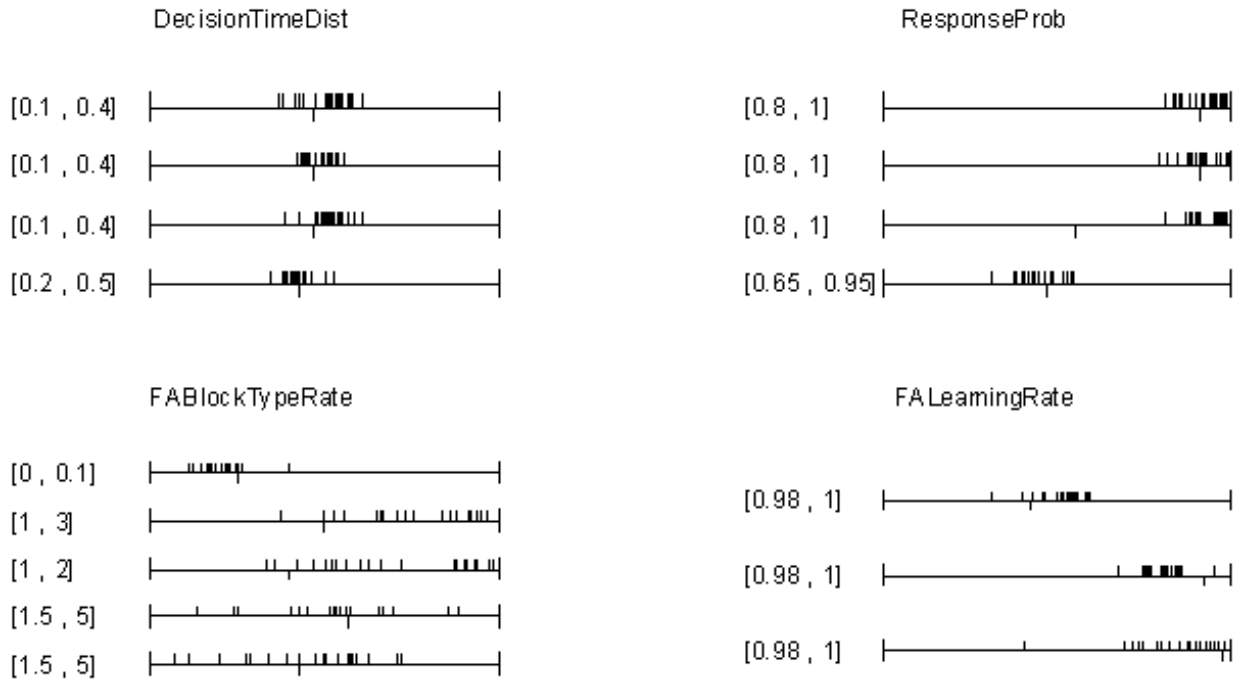 DecisionTimeDist
[0.1 , 0.4]
[0.1 , 0.4]
[0.1 , 0.4]
[0.2 , 0.5]
ResponseProb
[0.8 , 1]
[0.8 , 1]
[0.8 , 1]
[0.65 , 0.95]
FABlockTypeRate
[0 , 0.1]
[1 , 3]
[1 , 2]
[1.5 , 5]
[1.5 , 5]
FALearningRate
[0.98 , 1]
[0.98 , 1]
[0.98 , 1]